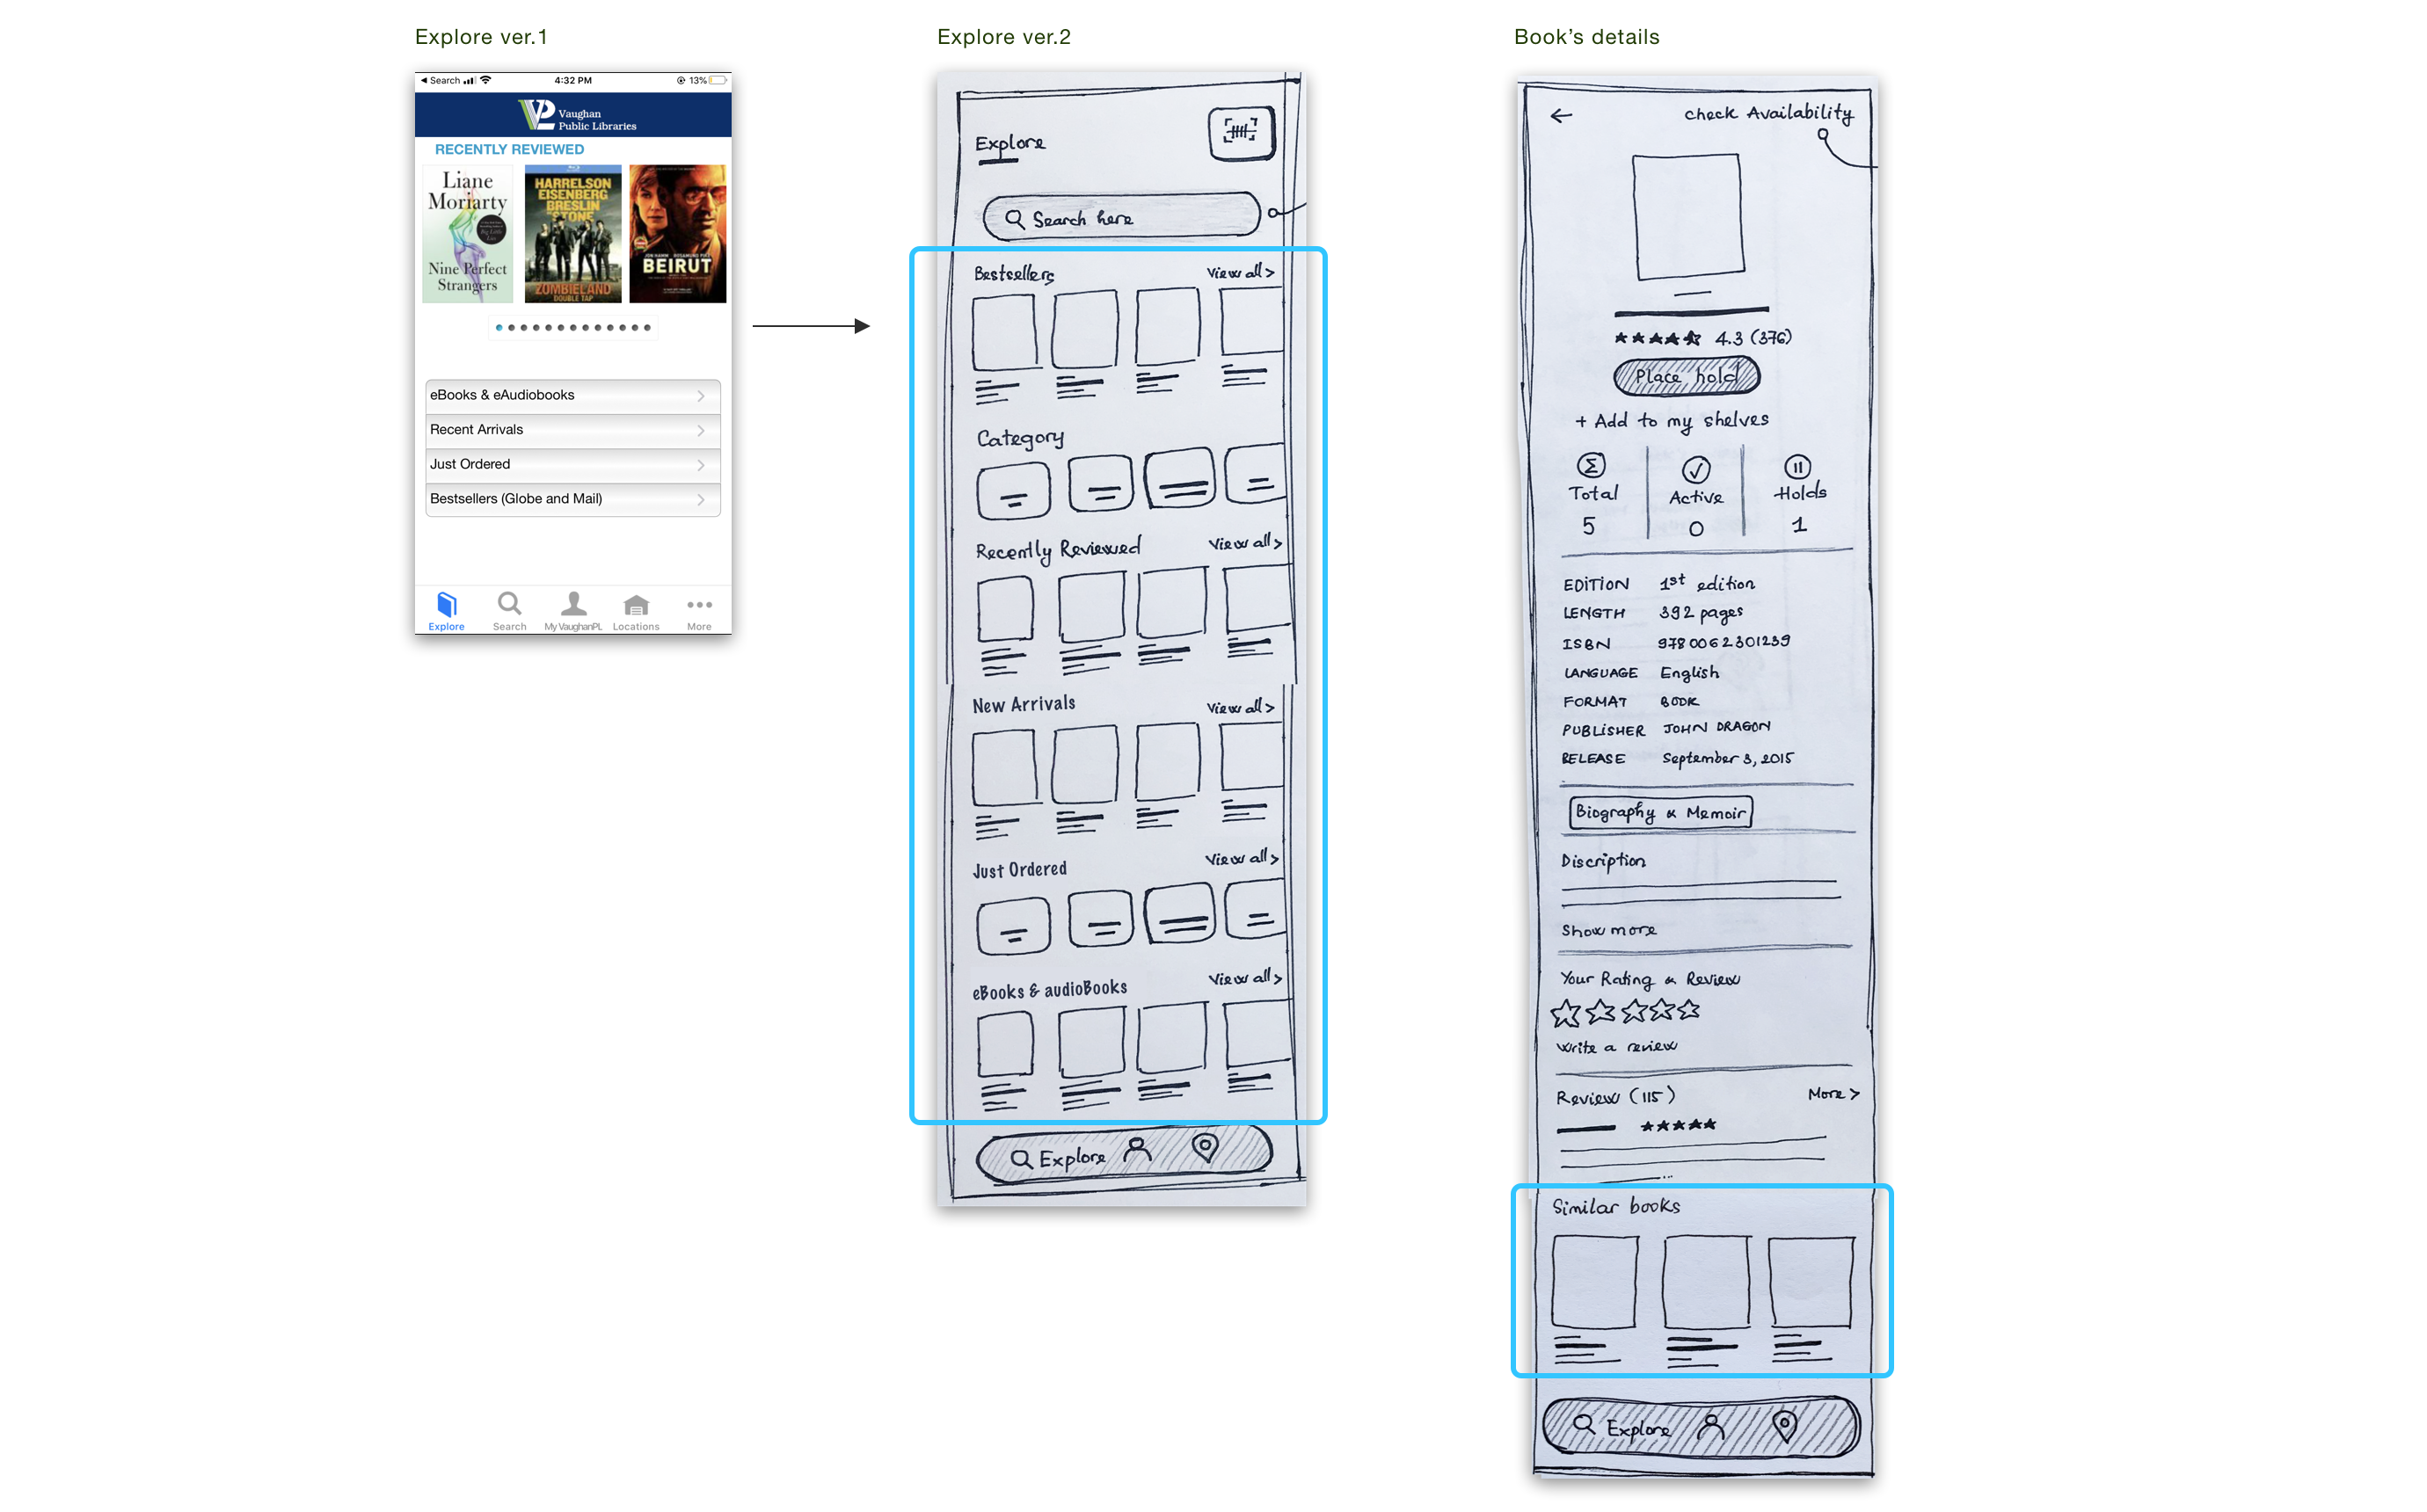 Explore ver.1
Search
4:32 PM
13%
VPL
Vaughan
Public Libraries
RECENTLY REVIEWED
Liane
Moriarty
Nine Perfect
Strangers
HARRELSON
EISENBERG
BRESLIN
STONE
ZOMBIELAND
DOUBLE TAP
BEIRUT
eBooks & eAudiobooks
Recent Arrivals
Just Ordered
Bestsellers (Globe and Mail)
Explore
Search
My VaughanPL
Locations
More
Explore ver.2
Explore
Search here
Bestsellers View all >
Category
Recently Reviewed View all >
New Arrivals View all >
Just Ordered View all >
eBooks & audioBooks View all >
Explore
Book’s details
← check Availability
4.3 (376)
Place hold
+ Add to my shelves
Σ
Total Active Holds
5 0 1
EDITION 1st edition
LENGTH 392 pages
ISBN 9780062301239
LANGUAGE English
FORMAT BOOK
PUBLISHER JOHN DRAGON
RELEASE September 3, 2015
Biography & Memoir
Discription
Show more
Your Rating & Review
Write a review
Review (115) More >
Similar books
Explore